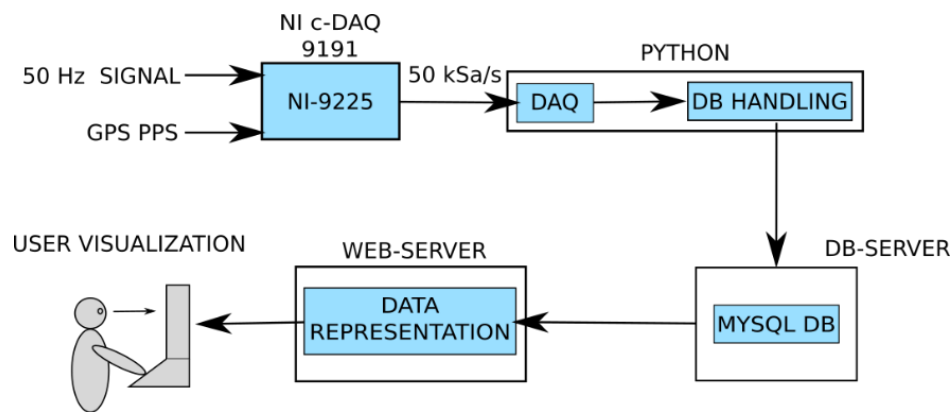 NI c-DAQ
9191
50 Hz SIGNAL
GPS PPS
NI-9225
50 kSa/s
PYTHON
DAQ
DB HANDLING
DB-SERVER
MYSQL DB
WEB-SERVER
DATA
REPRESENTATION
USER VISUALIZATION